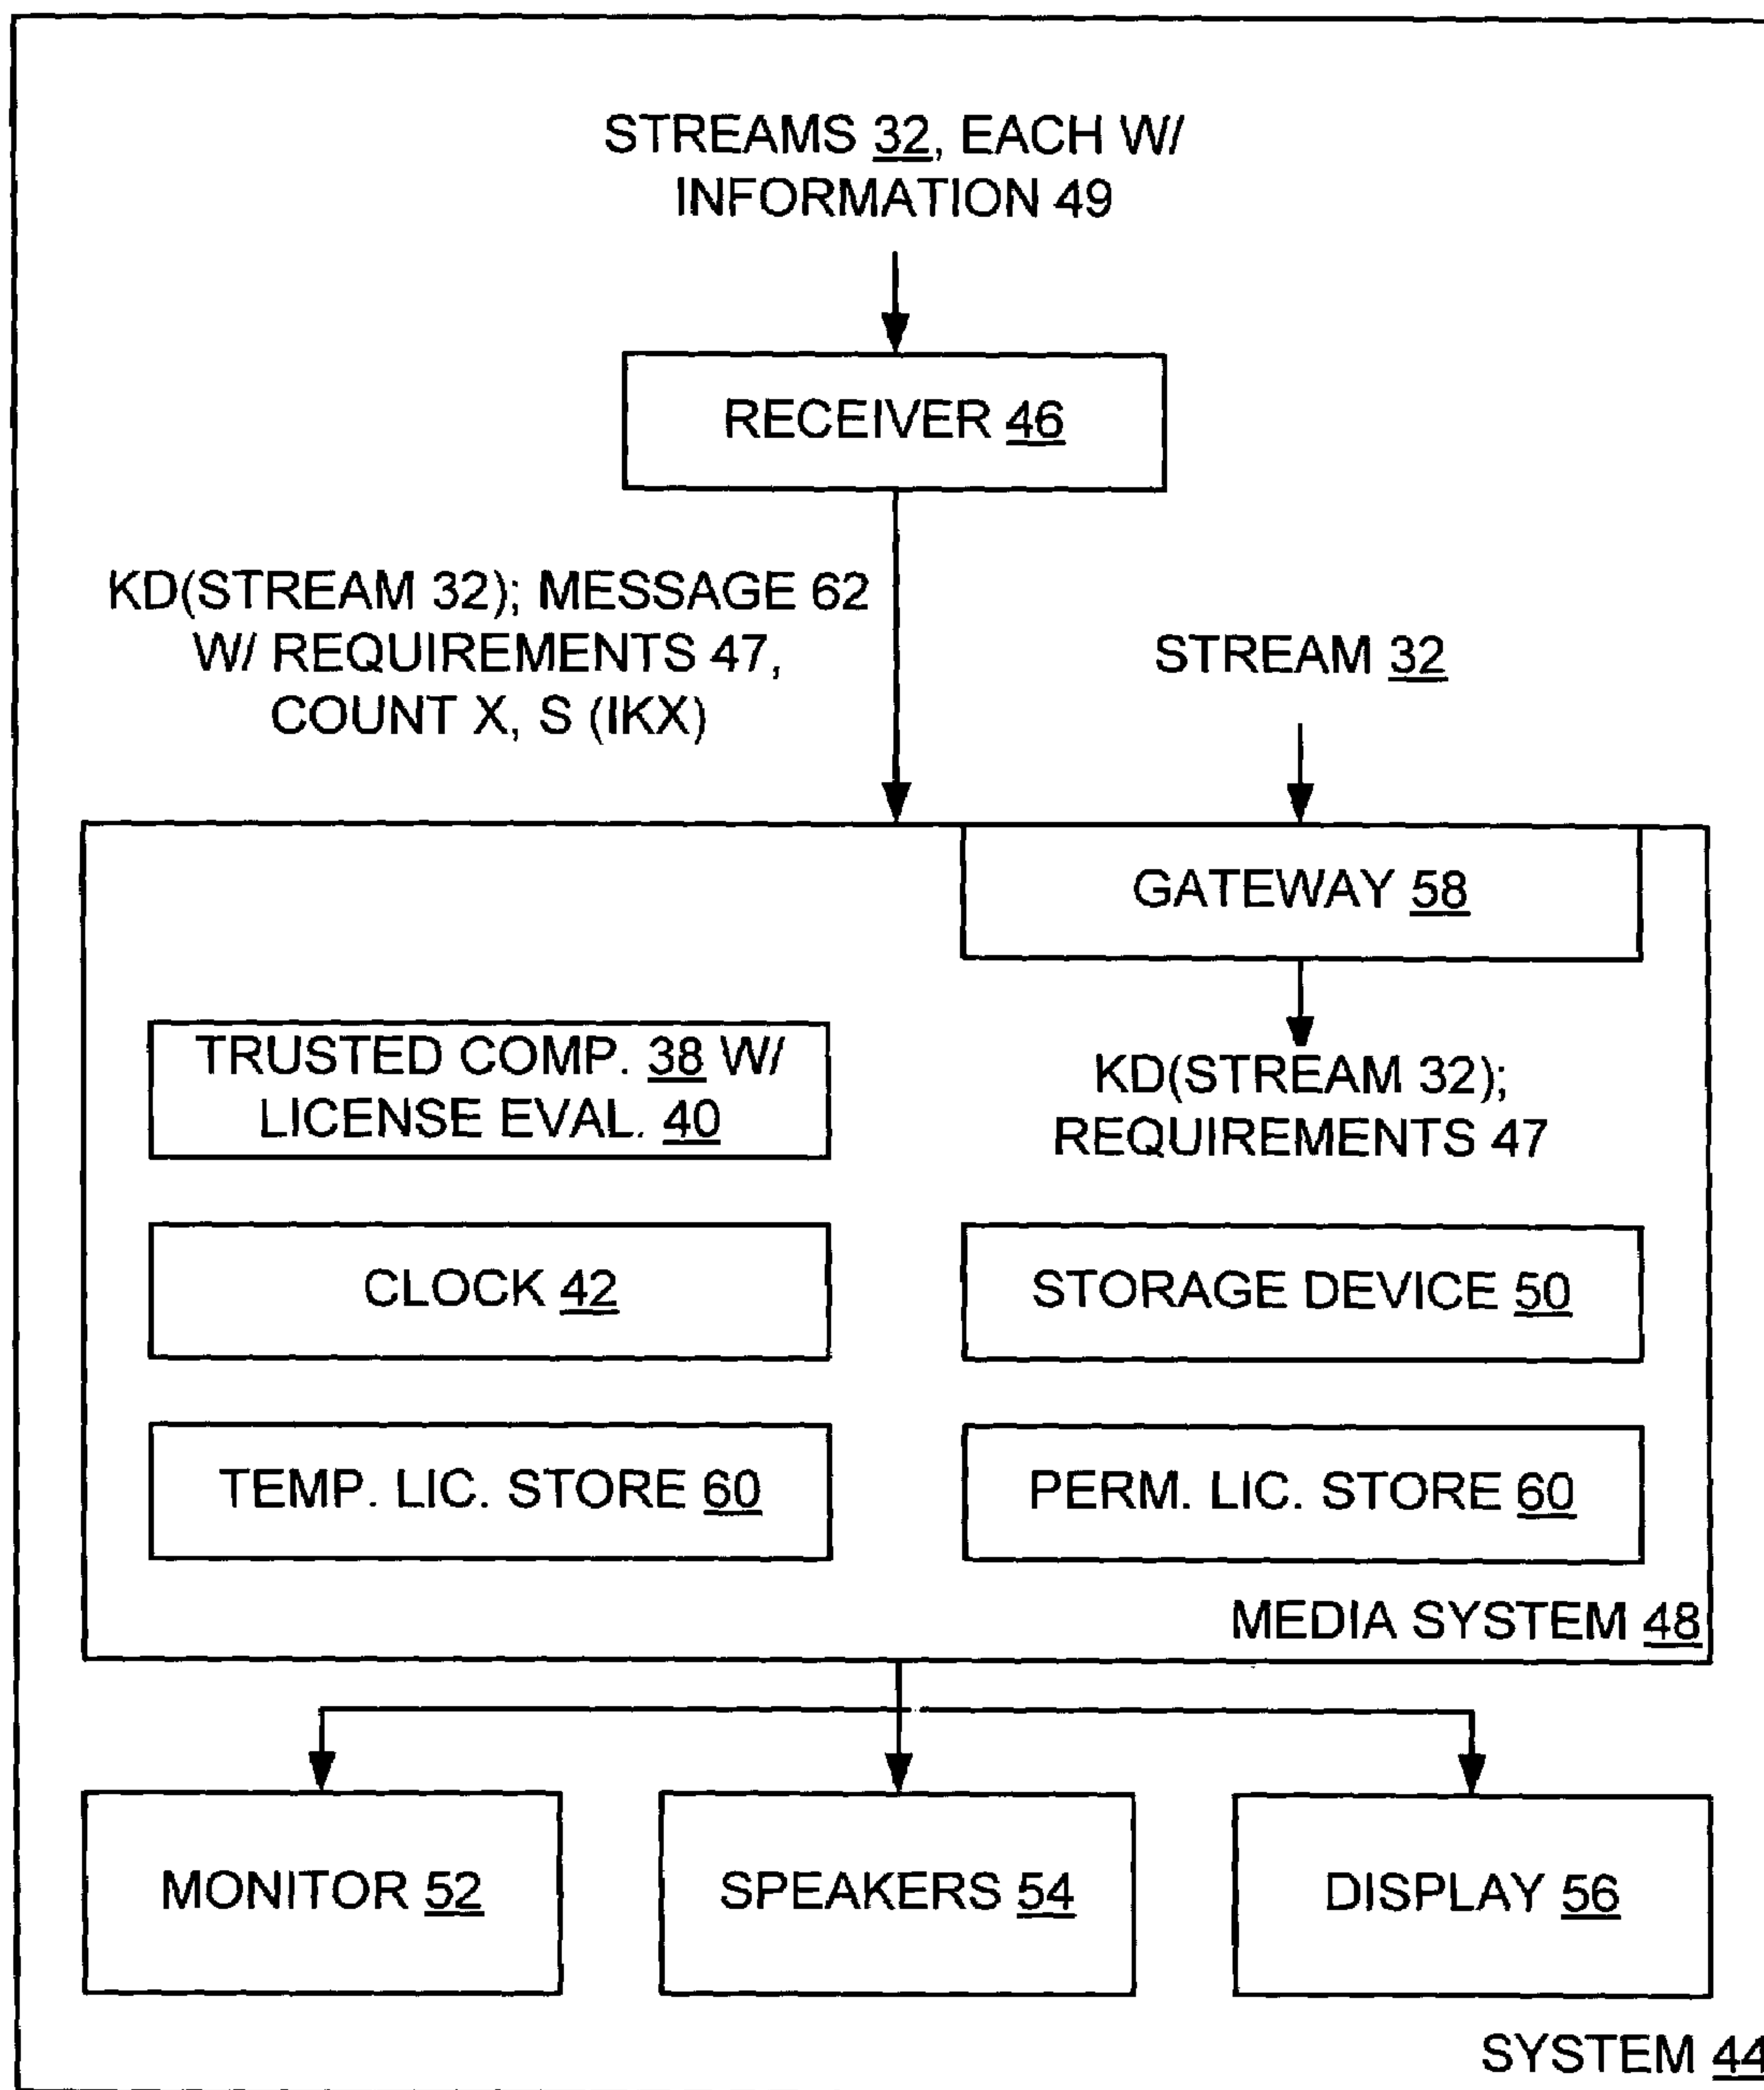 STREAMS 32, EACH W/
INFORMATION 49
RECEIVER 46
KD(STREAM 32); MESSAGE 62
W/ REQUIREMENTS 47,
COUNT X, S (IKX)
STREAM 32
GATEWAY 58
TRUSTED COMP. 38 W/
LICENSE EVAL. 40
KD(STREAM 32);
REQUIREMENTS 47
CLOCK 42
STORAGE DEVICE 50
TEMP. LIC. STORE 60
PERM. LIC. STORE 60
MEDIA SYSTEM 48
MONITOR 52
SPEAKERS 54
DISPLAY 56
SYSTEM 44